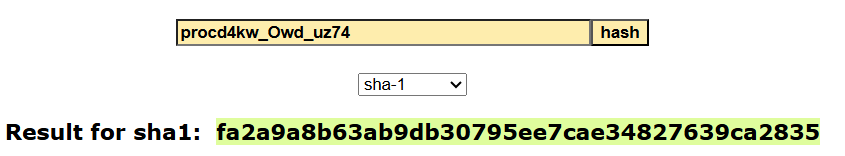 procd4kw_Owd_uz74 hash
sha-1
Result for sha1: fa2a9a8b63ab9db30795ee7cae34827639ca2835